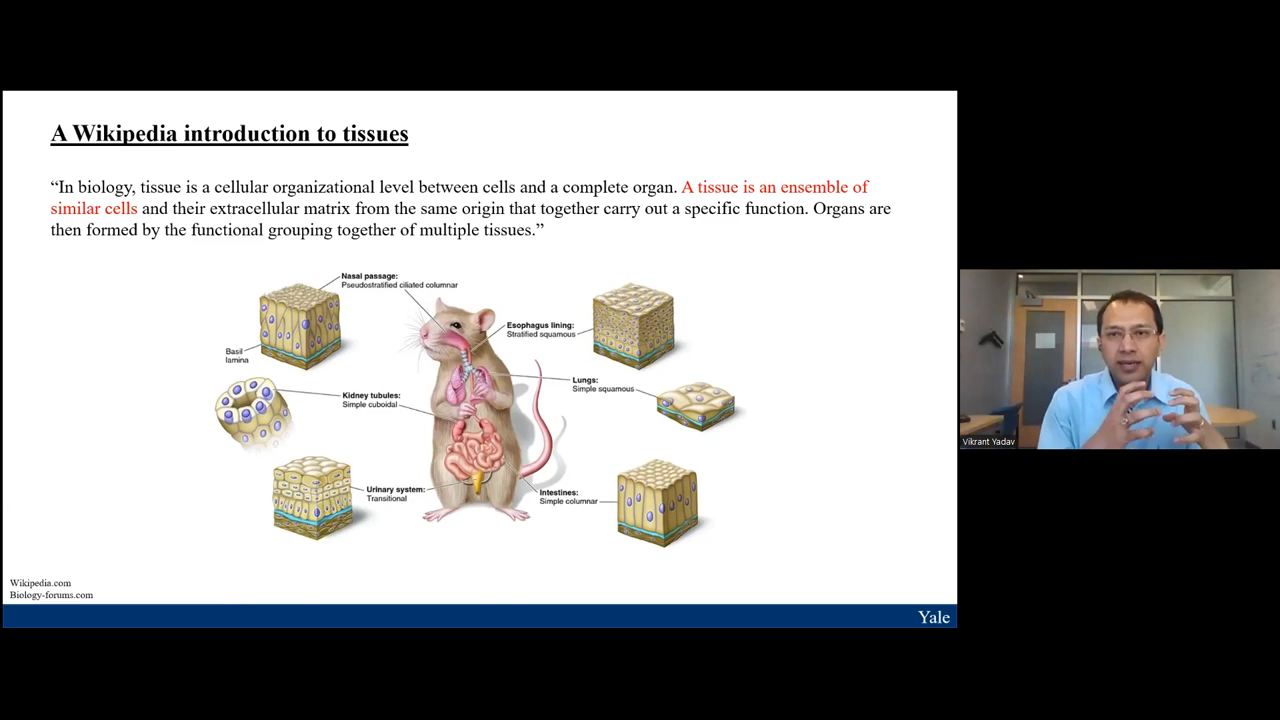 A Wikipedia introduction to tissues
“In biology, tissue is a cellular organizational level between cells and a complete organ. A tissue is an ensemble of
similar cells and their extracellular matrix from the same origin that together carry out a specific function. Organs are
then formed by the functional grouping together of multiple tissues.”
Nasal passage:
Pseudostratified ciliated columnar
Esophagus lining:
Stratified squamous
Basil
lamina
Lungs:
Simple squamous
Kidney tubules:
Simple cuboidal
Urinary system:
Transitional
Intestines:
Simple columnar
Wikipedia.com
Biology-forums.com
Yale
Vikrant Yadav